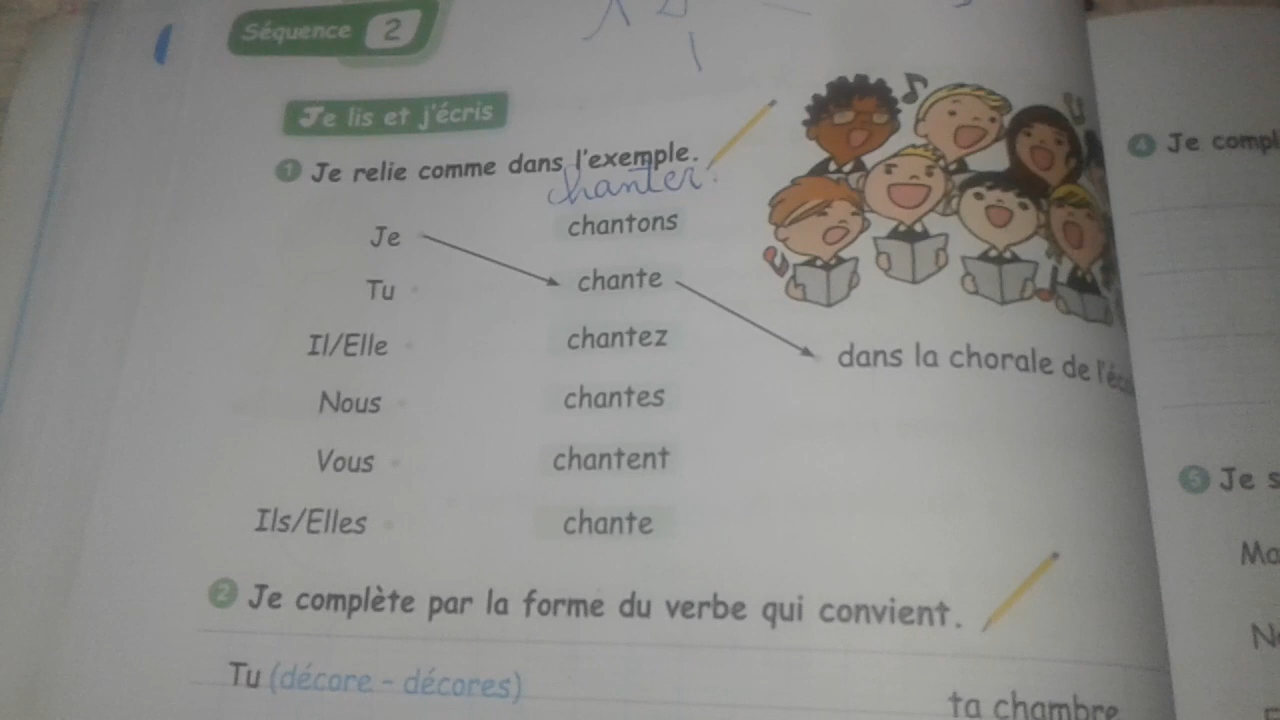 Séquence 2
Je lis et j'écris
1 Je relie comme dans l'exemple.
chanter
Je
chantons
Tu
chante
Il/Elle
chantez
dans la chorale de
Nous
chantes
Vous
chantent
Ils/Elles
chante
2 Je complète par la forme du verbe qui convient.
Tu (décore - décores)
ta chambre
4 Je
5 Je